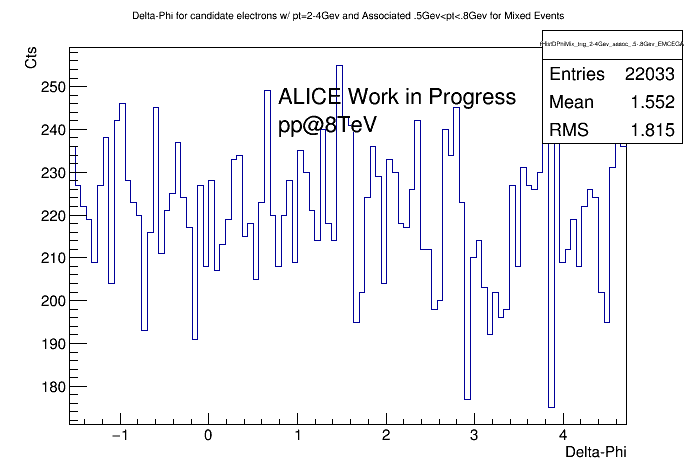 Delta-Phi for candidate electrons w/ pt=2-4Gev and Associated .5Gev<pt<.8Gev for Mixed Events
Cts
Entries 22033
Mean 1.552
RMS 1.815
ALICE Work in Progress
pp@8TeV
250
240
230
220
210
200
190
180
−1 0 1 2 3 4
Delta-Phi